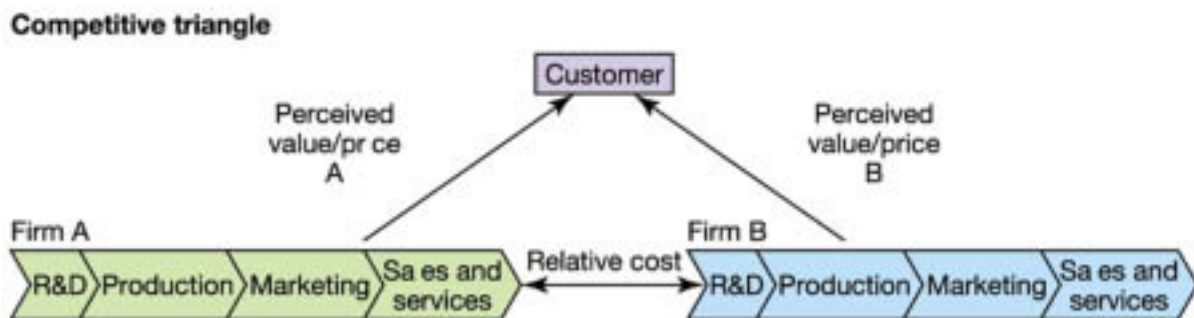 Competitive triangle
Customer
Perceived
value/pr ce
A
Perceived
value/price
B
Firm A
Firm B
R&D
Production
Marketing
Sa es and
services
Relative cost
R&D
Production
Marketing
Sa es and
services